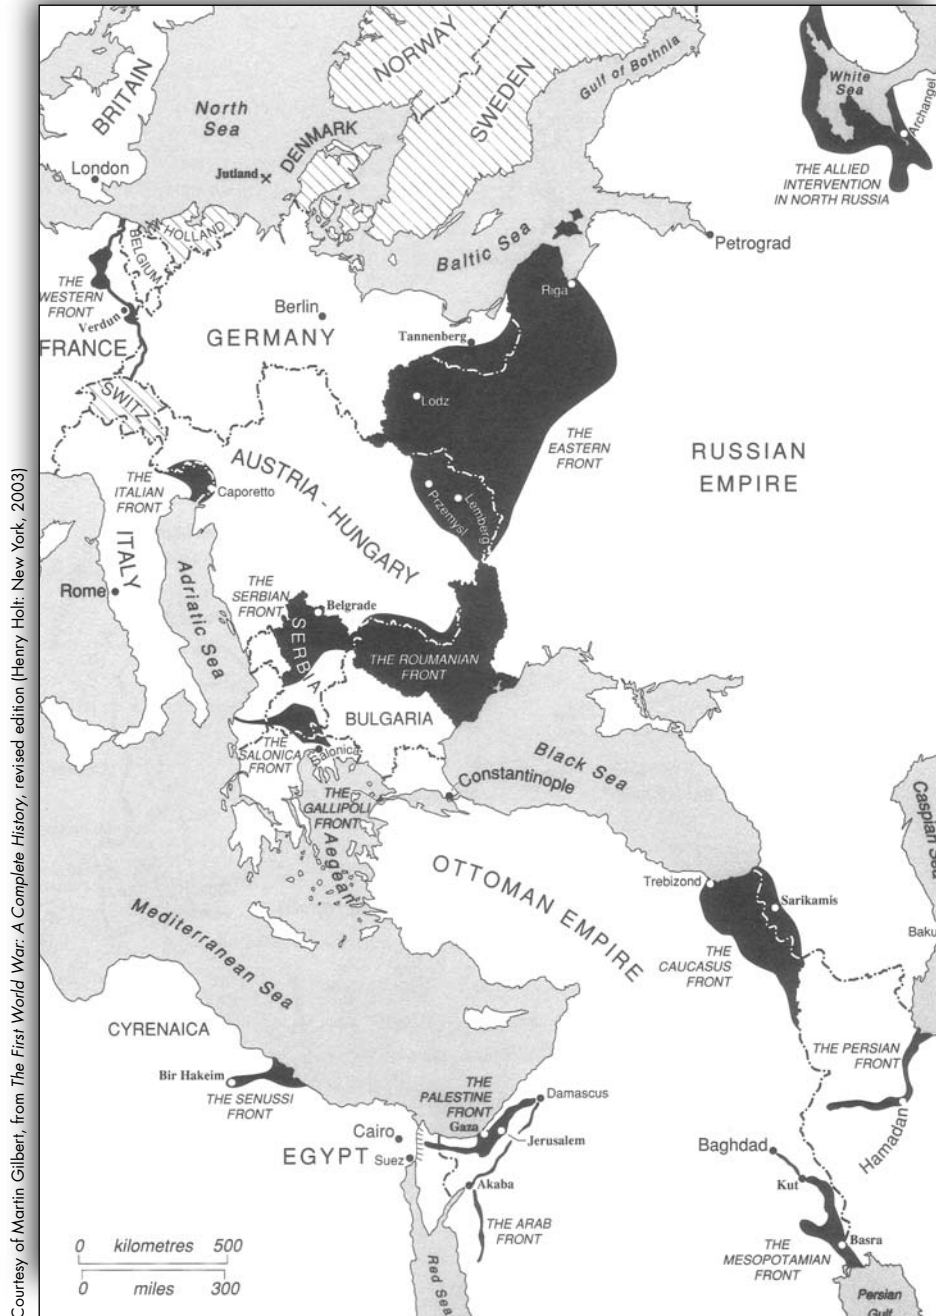 Courtesy of Martin Gilbert, from The First World War: A Complete History, revised edition (Henry Holt: New York, 2003)
NORWAY
SWEDEN
Gulf of Bothnia
White
Sea
Archangel
THE ALLIED
INTERVENTION
IN NORTH RUSSIA
BRITAIN
North
Sea
DENMARK
London
Jutland
HOLLAND
BELGIUM
Baltic Sea
Petrograd
THE
WESTERN
FRONT
Verdun
Berlin
Riga
FRANCE
GERMANY
Tannenberg
SWITZ
Lodz
THE
EASTERN
FRONT
RUSSIAN
EMPIRE
AUSTRIA - HUNGARY
THE
ITALIAN
FRONT
Caporetto
Przemysl
Lemberg
ITALY
Rome
Adriatic Sea
THE
SERBIAN
FRONT
Belgrade
SERBIA
THE ROUMANIAN
FRONT
BULGARIA
THE
SALONICA
FRONT
Salonica
Black Sea
Constantinople
THE
GALLIPOLI
FRONT
Aegean
Caspian Sea
OTTOMAN EMPIRE
Trebizond
Sarikamis
Baku
THE
CAUCASUS
FRONT
Mediterranean Sea
CYRENAICA
THE PERSIAN
FRONT
Bir Hakeim
THE SENUSSI
FRONT
THE
PALESTINE
FRONT
Gaza
Damascus
Jerusalem
Hamadan
Cairo
EGYPT
Suez
Baghdad
Akaba
Kut
THE ARAB
FRONT
Basra
THE
MESOPOTAMIAN
FRONT
0 kilometres 500
0 miles 300
Red Sea
Persian
Gulf